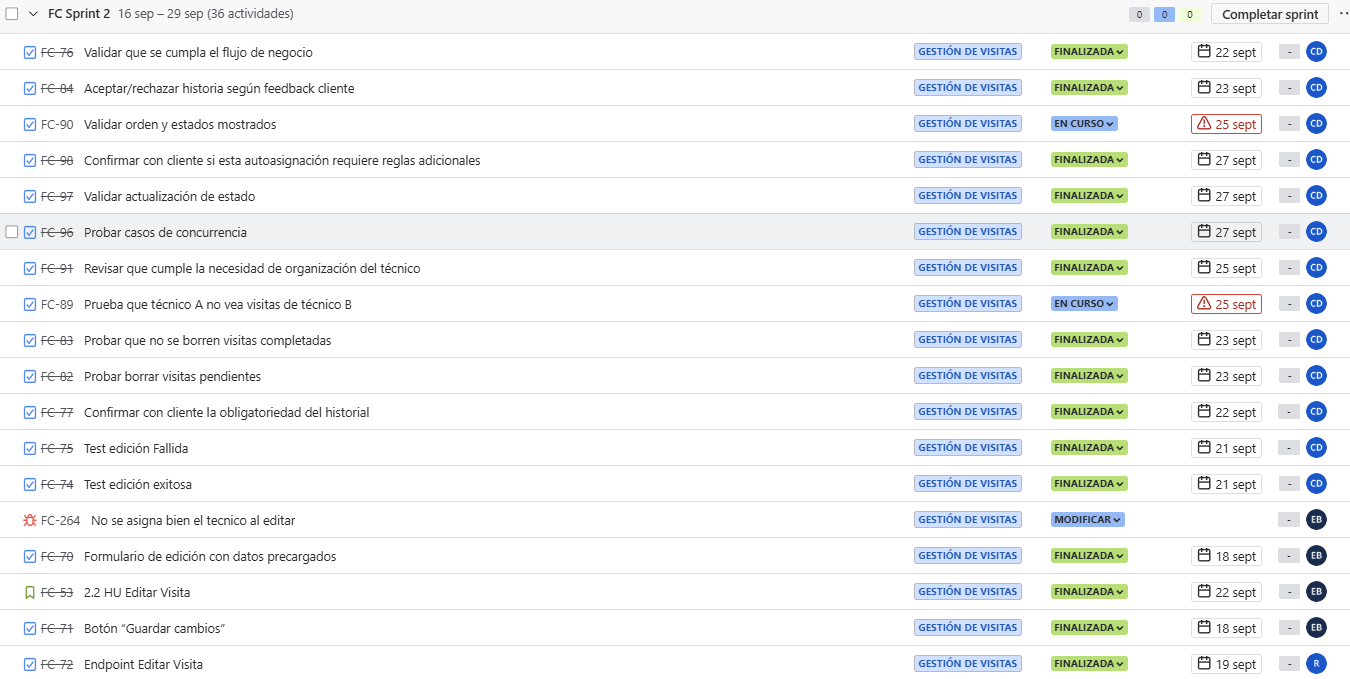 FC Sprint 2 16 sep – 29 sep (36 actividades) 0 0 0 Completar sprint
FC-76 Validar que se cumpla el flujo de negocio GESTIÓN DE VISITAS FINALIZADA 22 sept - CD
FC-84 Aceptar/rechazar historia según feedback cliente GESTIÓN DE VISITAS FINALIZADA 23 sept - CD
FC-90 Validar orden y estados mostrados GESTIÓN DE VISITAS EN CURSO 25 sept - CD
FC-98 Confirmar con cliente si esta autoasignación requiere reglas adicionales GESTIÓN DE VISITAS FINALIZADA 27 sept - CD
FC-97 Validar actualización de estado GESTIÓN DE VISITAS FINALIZADA 27 sept - CD
FC-96 Probar casos de concurrencia GESTIÓN DE VISITAS FINALIZADA 27 sept - CD
FC-91 Revisar que cumple la necesidad de organización del técnico GESTIÓN DE VISITAS FINALIZADA 25 sept - CD
FC-89 Prueba que técnico A no vea visitas de técnico B GESTIÓN DE VISITAS EN CURSO 25 sept - CD
FC-83 Probar que no se borren visitas completadas GESTIÓN DE VISITAS FINALIZADA 23 sept - CD
FC-82 Probar borrar visitas pendientes GESTIÓN DE VISITAS FINALIZADA 23 sept - CD
FC-77 Confirmar con cliente la obligatoriedad del historial GESTIÓN DE VISITAS FINALIZADA 22 sept - CD
FC-75 Test edición Fallida GESTIÓN DE VISITAS FINALIZADA 21 sept - CD
FC-74 Test edición exitosa GESTIÓN DE VISITAS FINALIZADA 21 sept - CD
FC-264 No se asigna bien el tecnico al editar GESTIÓN DE VISITAS MODIFICAR - EB
FC-70 Formulario de edición con datos precargados GESTIÓN DE VISITAS FINALIZADA 18 sept - EB
FC-53 2.2 HU Editar Visita GESTIÓN DE VISITAS FINALIZADA 22 sept - EB
FC-71 Botón “Guardar cambios” GESTIÓN DE VISITAS FINALIZADA 18 sept - EB
FC-72 Endpoint Editar Visita GESTIÓN DE VISITAS FINALIZADA 19 sept - R